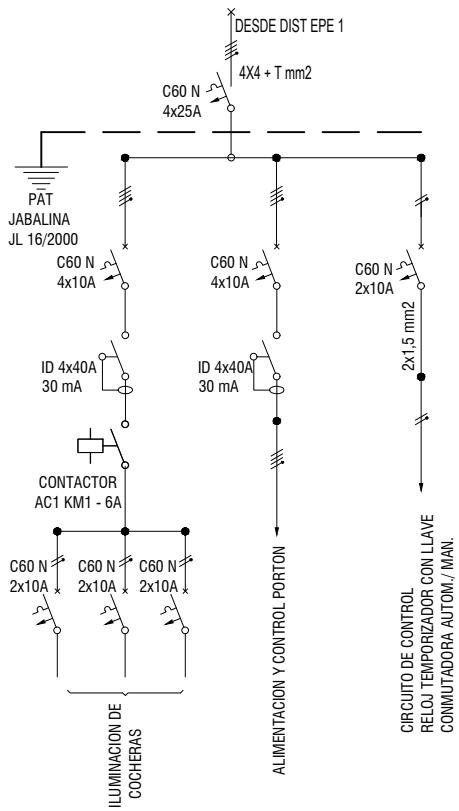 DESDE DIST EPE 1
4X4 + T mm2
C60 N
4x25A
PAT
JABALINA
JL 16/2000
C60 N
4x10A
C60 N
4x10A
C60 N
2x10A
2x1,5 mm2
ID 4x40A
30 mA
ID 4x40A
30 mA
CONTACTOR
AC1 KM1 - 6A
C60 N
2x10A
C60 N
2x10A
C60 N
2x10A
ILUMINACION DE
COCHERAS
ALIMENTACION Y CONTROL PORTON
CIRCUITO DE CONTROL
RELOJ TEMPORIZADOR CON LLAVE
CONMUTADORA AUTOM./ MAN.